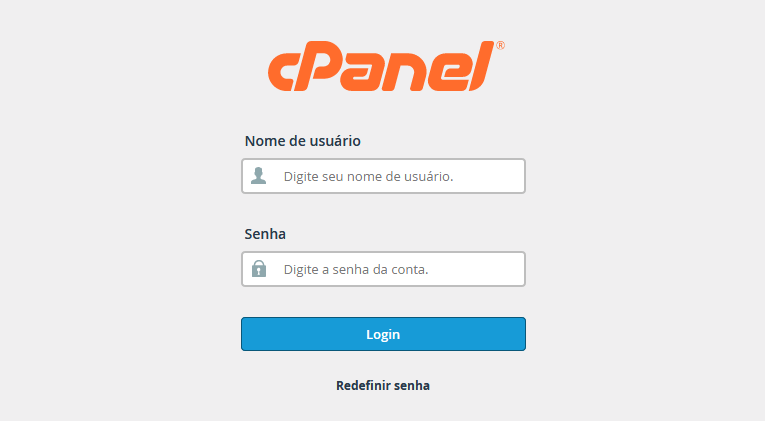 cPanel®
Nome de usuário
Digite seu nome de usuário.
Senha
Digite a senha da conta.
Login
Redefinir senha